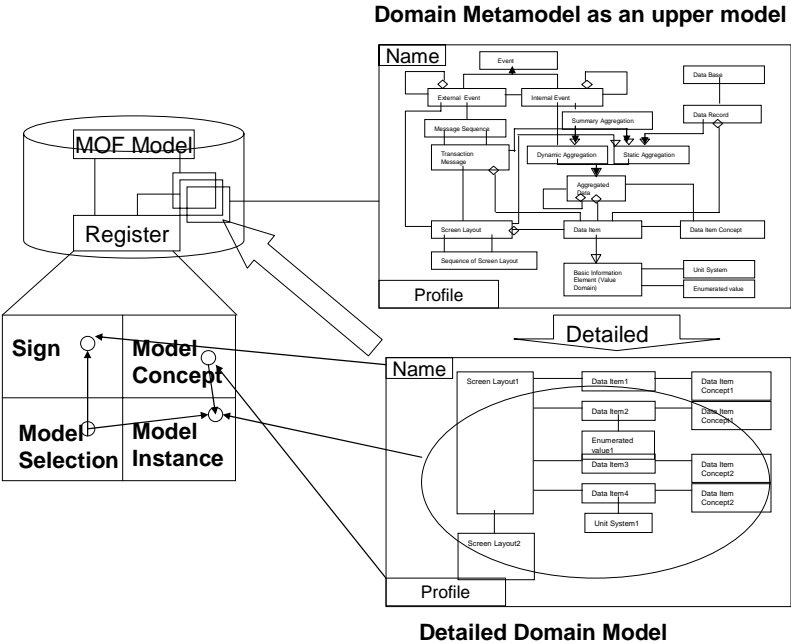 Domain Metamodel as an upper model
Name
Event
External Event
Internal Event
Data Base
Data Record
Message Sequence
Summary Aggregation
Transaction
Message
Dynamic Aggregation
Static Aggregation
Aggregated
Data
Screen Layout
Data Item
Data Item Concept
Sequence of Screen Layout
Basic Information
Element (Value
Domain)
Unit System
Enumerated value
Profile
MOF Model
Register
Sign
Model
Concept
Model
Selection
Model
Instance
Detailed
Name
Screen Layout1
Data Item1
Data Item
Concept1
Data Item2
Data Item
Concept1
Enumerated
value1
Data Item3
Data Item
Concept2
Data Item4
Data Item
Concept2
Unit System1
Screen Layout2
Profile
Detailed Domain Model